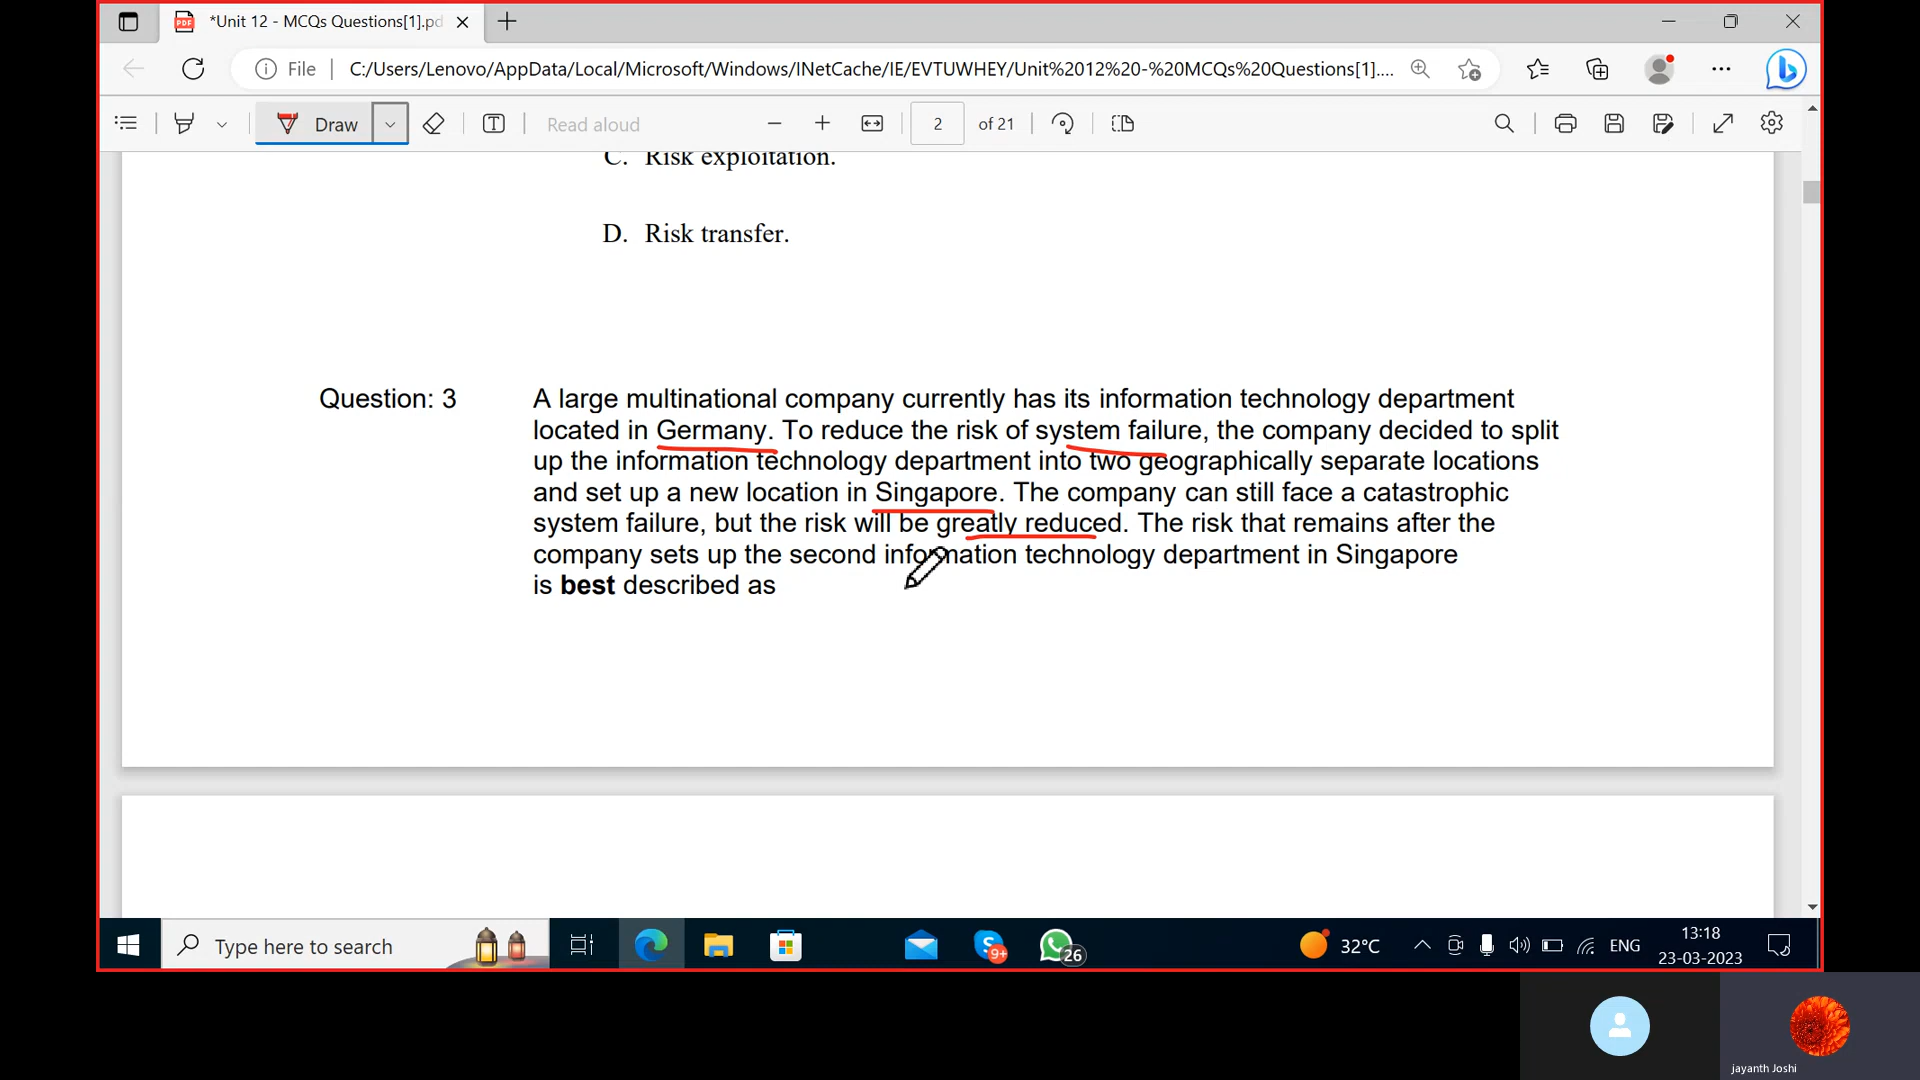 *Unit 12 - MCQs Questions[1].pd
File
C:/Users/Lenovo/AppData/Local/Microsoft/Windows/INetCache/IE/EVTUWHEY/Unit%2012%20-%20MCQs%20Questions[1]....
Draw
Read aloud
2 of 21
C. Risk exploitation.
D. Risk transfer.
Question: 3
A large multinational company currently has its information technology department
located in Germany. To reduce the risk of system failure, the company decided to split
up the information technology department into two geographically separate locations
and set up a new location in Singapore. The company can still face a catastrophic
system failure, but the risk will be greatly reduced. The risk that remains after the
company sets up the second information technology department in Singapore
is best described as
Type here to search
9+
26
32°C
ENG
13:18
23-03-2023
jayanth Joshi